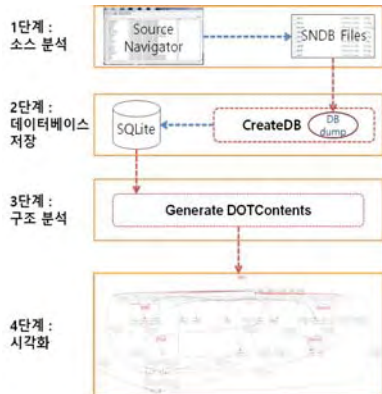 1단계 :
소스 분석
Source
Navigator
SNDB Files
2단계 :
데이터베이스
저장
SQLite
CreateDB
DB
dump
3단계 :
구조 분석
Generate DOTContents
4단계 :
시각화